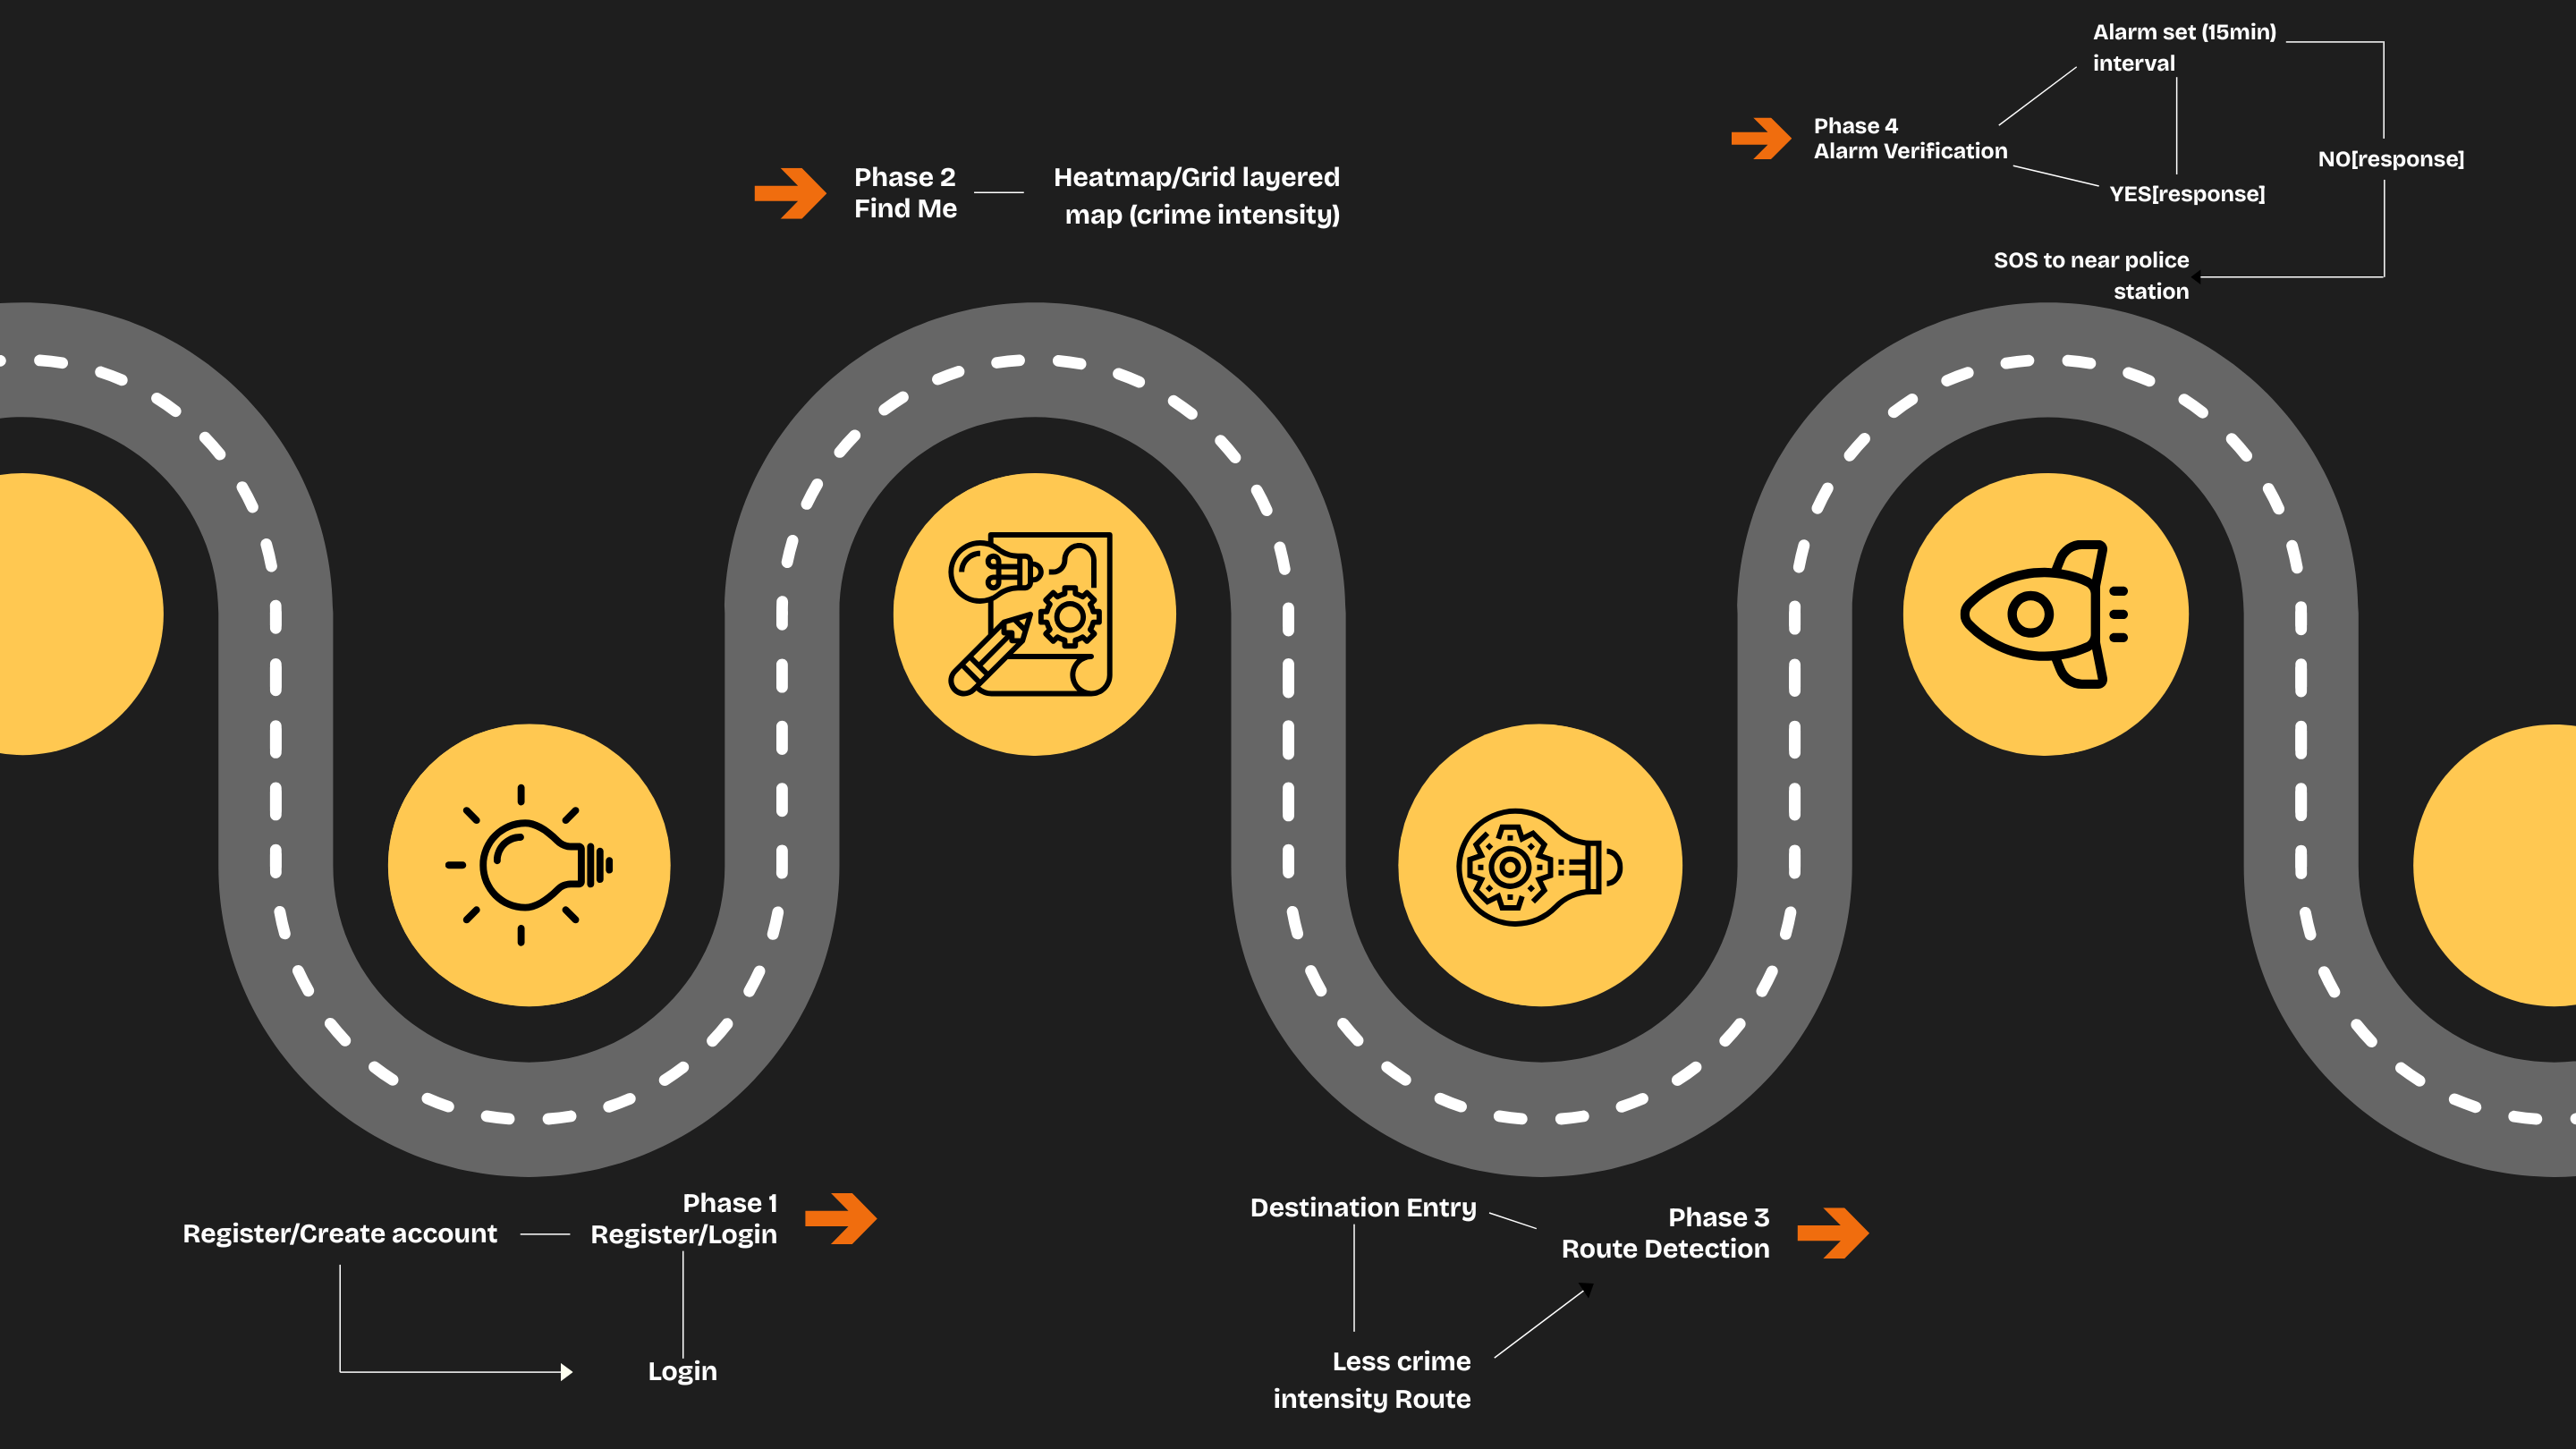 Alarm set (15min)
interval
Phase 4
Alarm Verification
NO[response]
YES[response]
SOS to near police
station
Phase 2
Find Me
Heatmap/Grid layered
map (crime intensity)
Phase 1
Register/Login
Register/Create account
Login
Destination Entry
Phase 3
Route Detection
Less crime
intensity Route